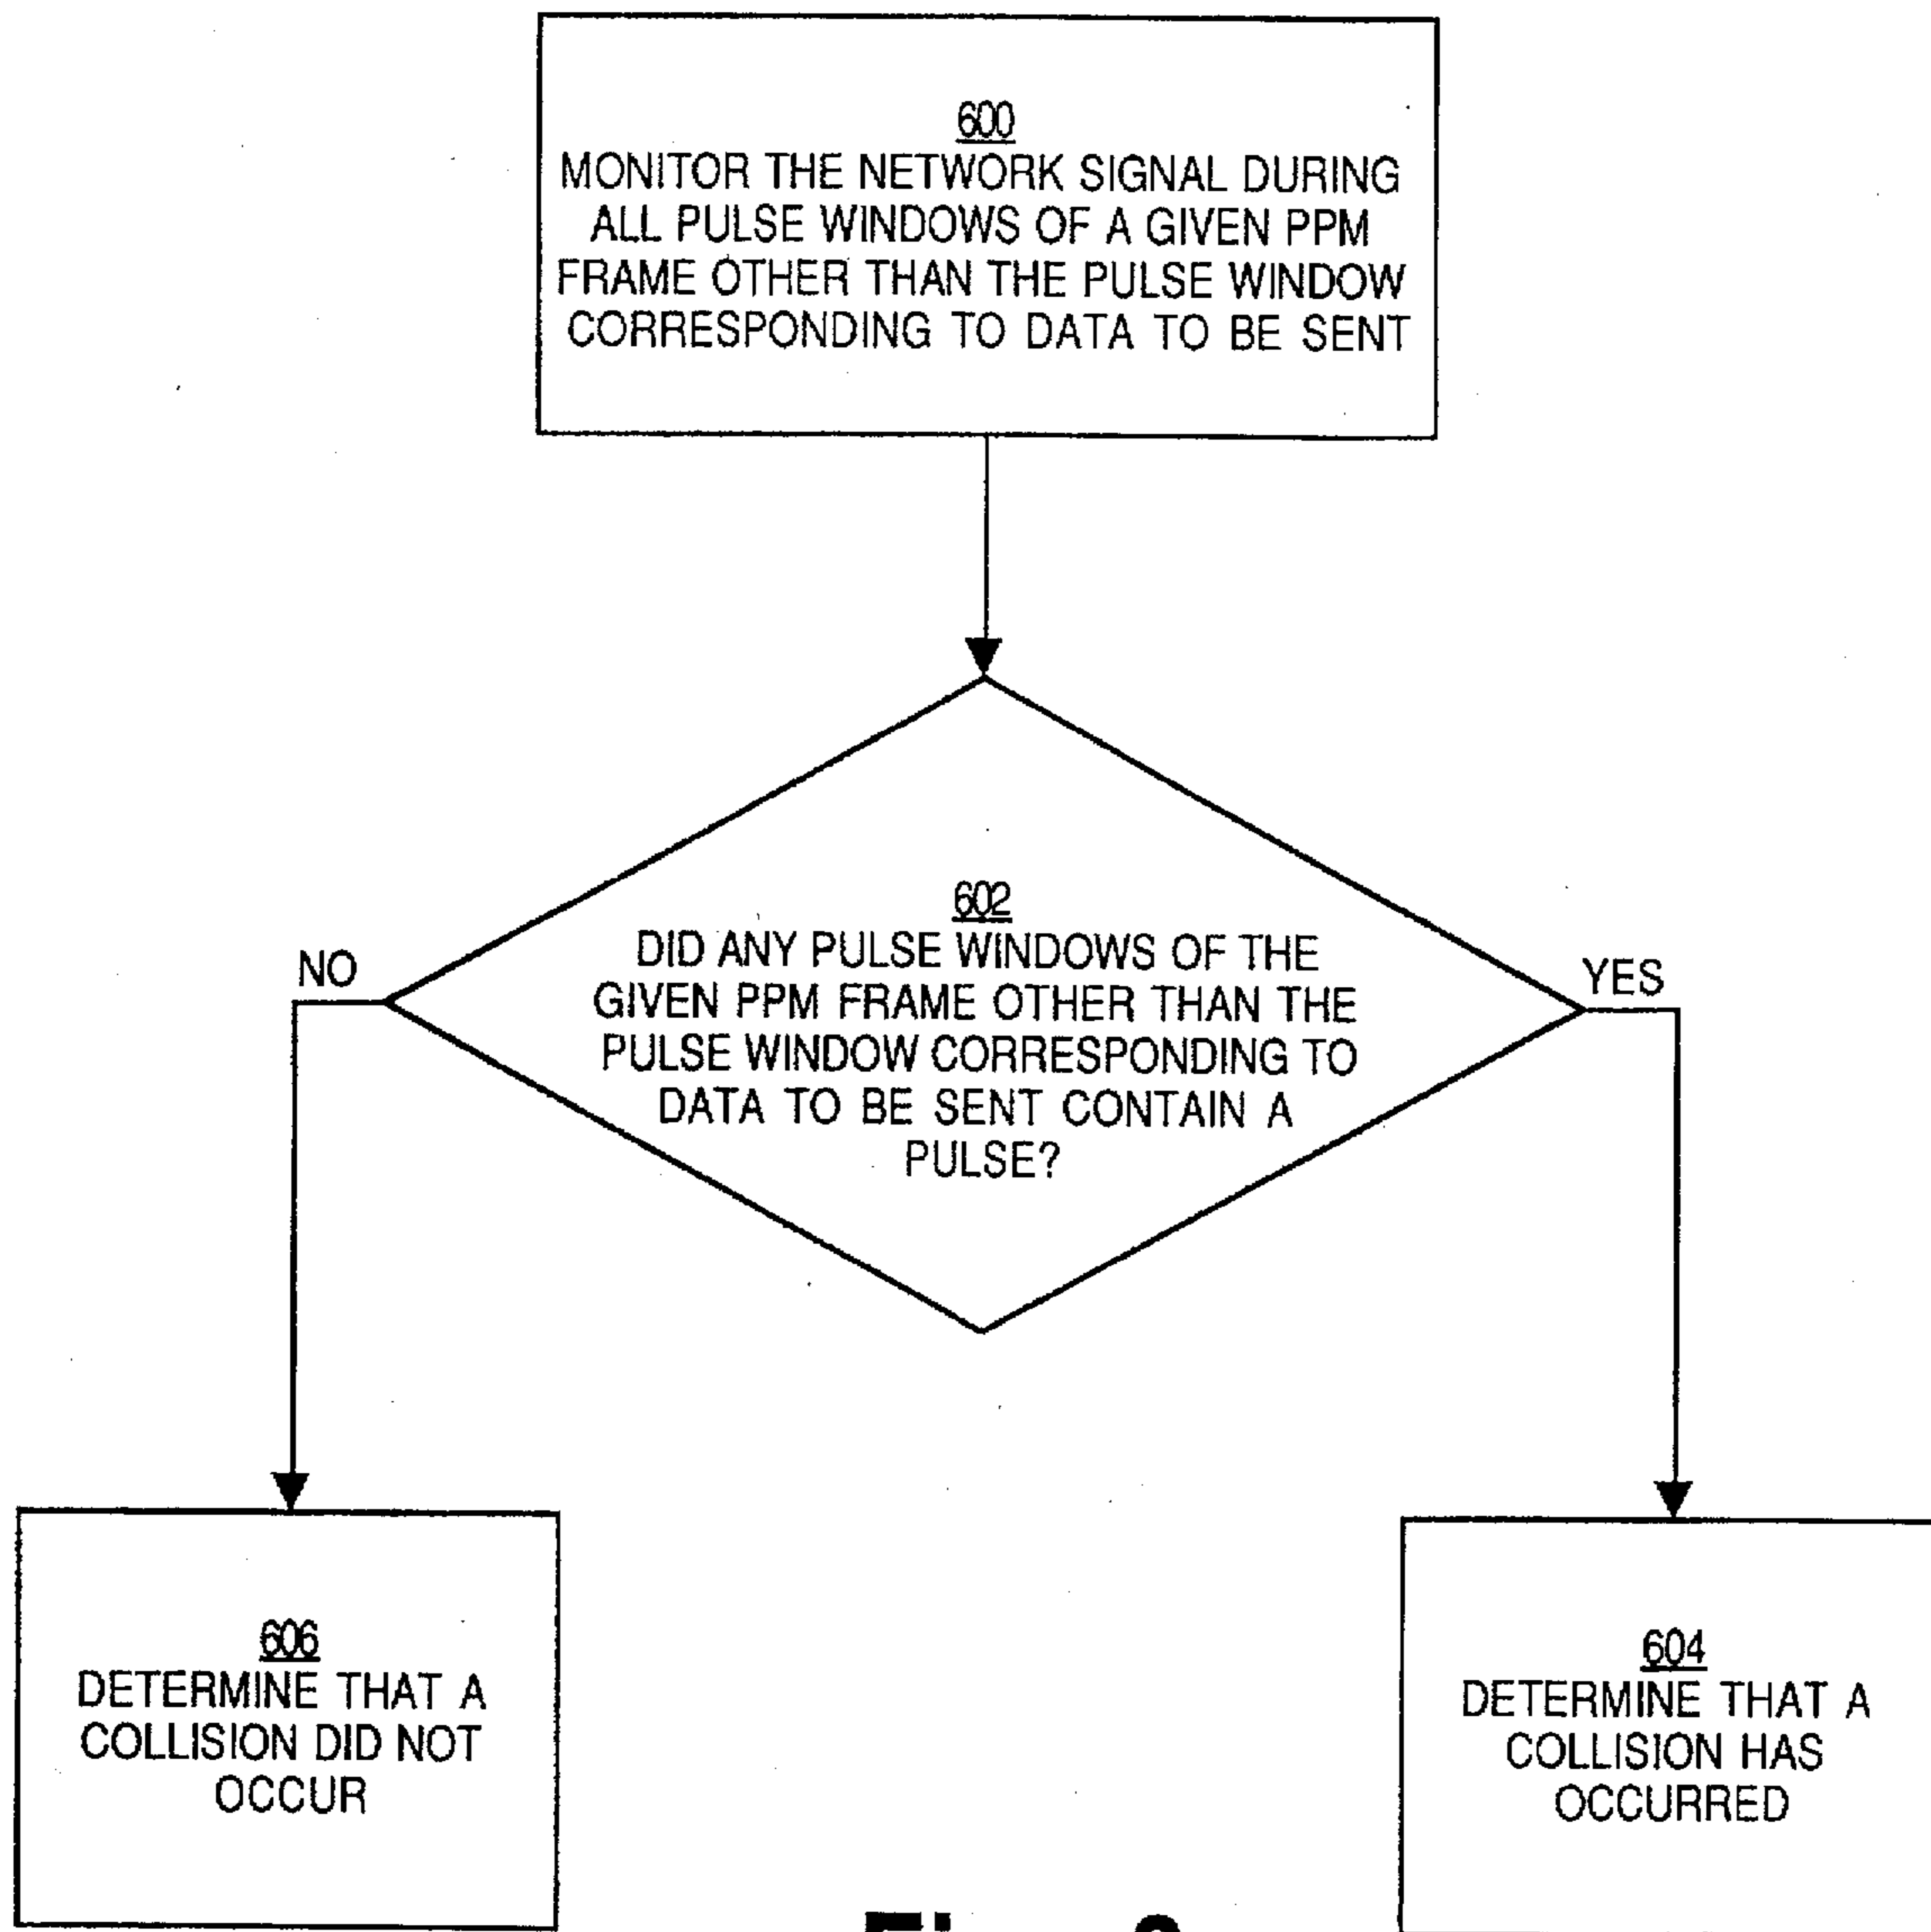 600
MONITOR THE NETWORK SIGNAL DURING
ALL PULSE WINDOWS OF A GIVEN PPM
FRAME OTHER THAN THE PULSE WINDOW
CORRESPONDING TO DATA TO BE SENT
602
DID ANY PULSE WINDOWS OF THE
GIVEN PPM FRAME OTHER THAN THE
PULSE WINDOW CORRESPONDING TO
DATA TO BE SENT CONTAIN A
PULSE?
NO
YES
606
DETERMINE THAT A
COLLISION DID NOT
OCCUR
604
DETERMINE THAT A
COLLISION HAS
OCCURRED